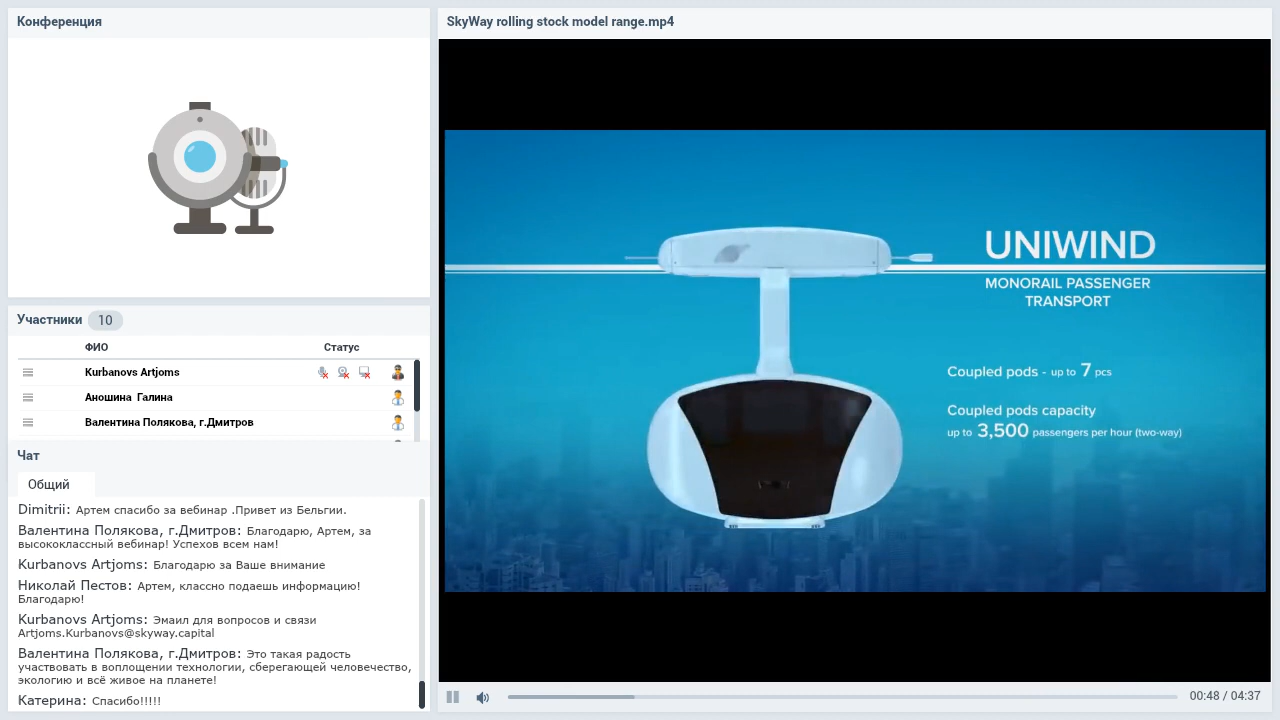 Конференция
SkyWay rolling stock model range.mp4
UNIWIND
MONORAIL PASSENGER
TRANSPORT
Coupled pods - up to 7 pcs
Coupled pods capacity
up to 3,500 passengers per hour (two-way)
Участники 10
ФИО Статус
Kurbanovs Artjoms
Аношина Галина
Валентина Полякова, г.Дмитров
Чат
Общий
Dimitrii: Артем спасибо за вебинар .Привет из Бельгии.
Валентина Полякова, г.Дмитров: Благодарю, Артем, за
высококлассный вебинар! Успехов всем нам!
Kurbanovs Artjoms: Благодарю за Ваше внимание
Николай Пестов: Артем, классно подаешь информацию!
Благодарю!
Kurbanovs Artjoms: Эмаил для вопросов и связи
Artjoms.Kurbanovs@skyway.capital
Валентина Полякова, г.Дмитров: Это такая радость
участвовать в воплощении технологии, сберегающей человечество,
экологию и всё живое на планете!
Катерина: Спасибо!!!!!
00:48 / 04:37